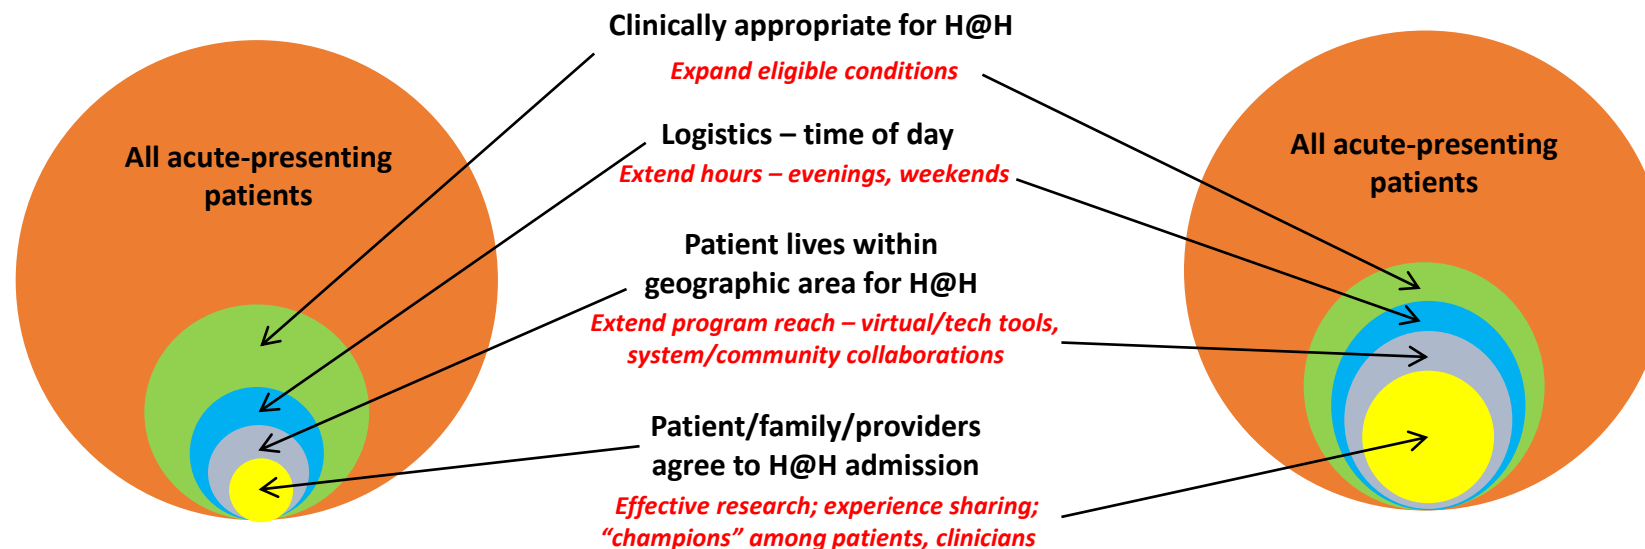 Clinically appropriate for H@H
Expand eligible conditions
All acute-presenting
patients
Logistics – time of day
Extend hours – evenings, weekends
All acute-presenting
patients
Patient lives within
geographic area for H@H
Extend program reach – virtual/tech tools,
system/community collaborations
Patient/family/providers
agree to H@H admission
Effective research; experience sharing;
“champions” among patients, clinicians